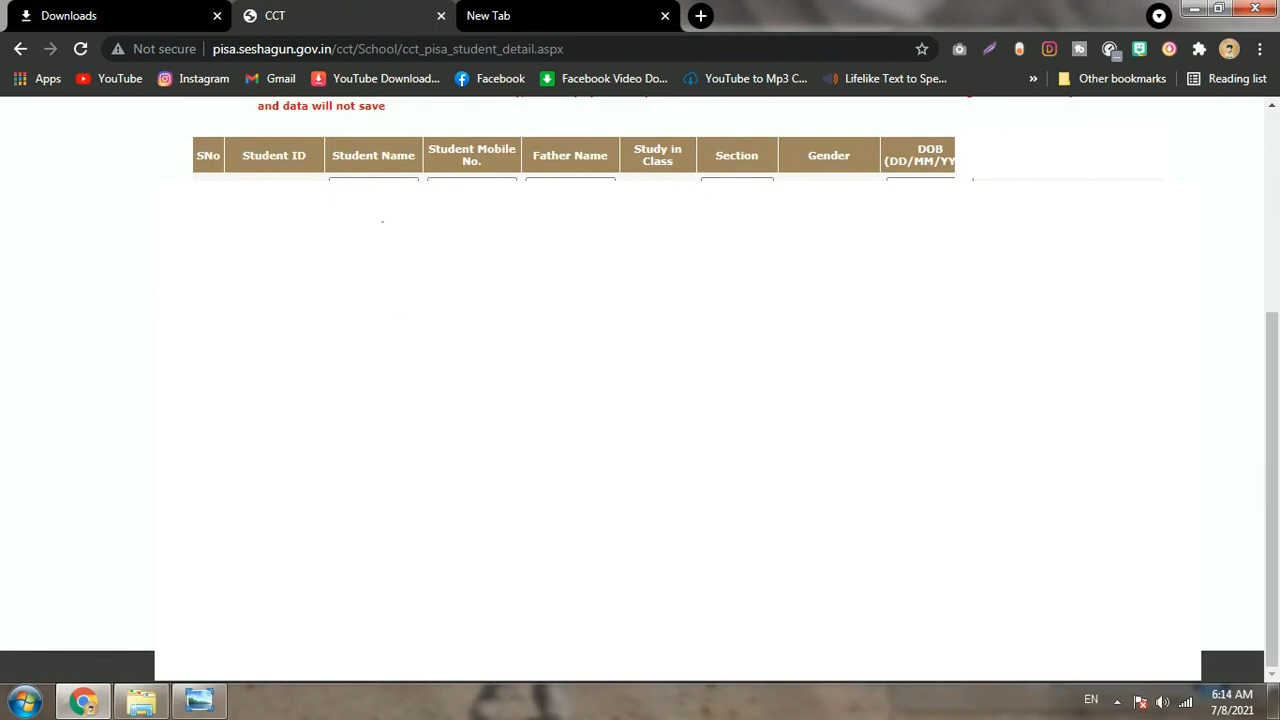 Downloads
CCT
New Tab
Not secure pisa.seshagun.gov.in/cct/School/cct_pisa_student_detail.aspx
Apps YouTube Instagram Gmail YouTube Download... Facebook Facebook Video Do... YouTube to Mp3 C... Lifelike Text to Spe... » Other bookmarks Reading list
and data will not save
SNo Student ID Student Name Student Mobile No. Father Name Study in Class Section Gender DOB (DD/MM/YY
EN 6:14 AM
7/8/2021